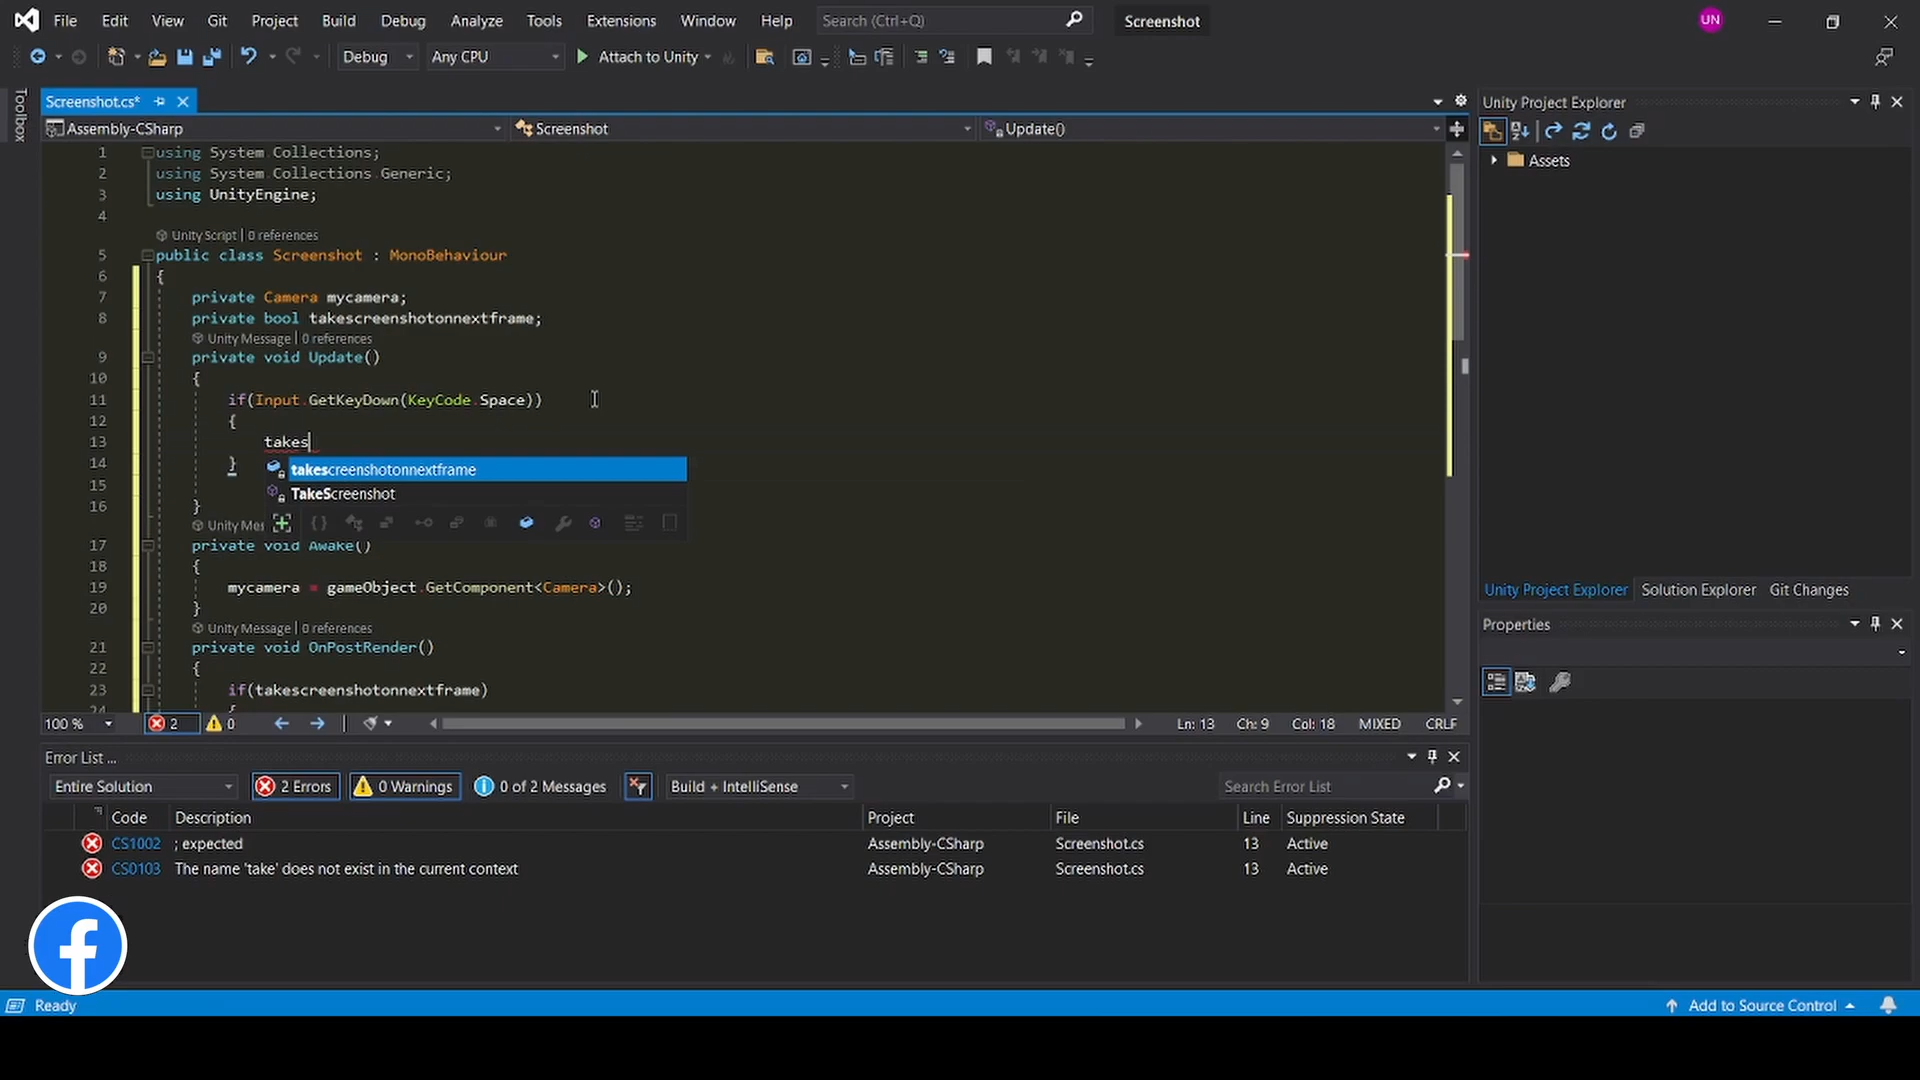 File Edit View Git Project Build Debug Analyze Tools Extensions Window Help Search (Ctrl+Q) Screenshot UN
Debug Any CPU Attach to Unity
Toolbox
Screenshot.cs*
Assembly-CSharp Screenshot Update()
1 using System.Collections;
2 using System.Collections.Generic;
3 using UnityEngine;
4
Unity Script | 0 references
5 public class Screenshot : MonoBehaviour
6 {
7 private Camera mycamera;
8 private bool takescreenshotonnextframe;
Unity Message | 0 references
9 private void Update()
10 {
11 if(Input.GetKeyDown(KeyCode.Space))
12 {
13 takes
takescreenshotonnextframe
14 }
TakeScreenshot
15
16 }
Unity Mes
17 private void Awake()
18 {
19 mycamera = gameObject.GetComponent<Camera>();
20 }
Unity Message | 0 references
21 private void OnPostRender()
22 {
23 if(takescreenshotonnextframe)
24 {
100 % 2 0 Ln: 13 Ch: 9 Col: 18 MIXED CRLF
Unity Project Explorer
Assets
Unity Project Explorer Solution Explorer Git Changes
Properties
Error List ...
Entire Solution 2 Errors 0 Warnings 0 of 2 Messages Build + IntelliSense Search Error List
Code Description Project File Line Suppression State
CS1002 ; expected Assembly-CSharp Screenshot.cs 13 Active
CS0103 The name 'take' does not exist in the current context Assembly-CSharp Screenshot.cs 13 Active
f
Ready Add to Source Control